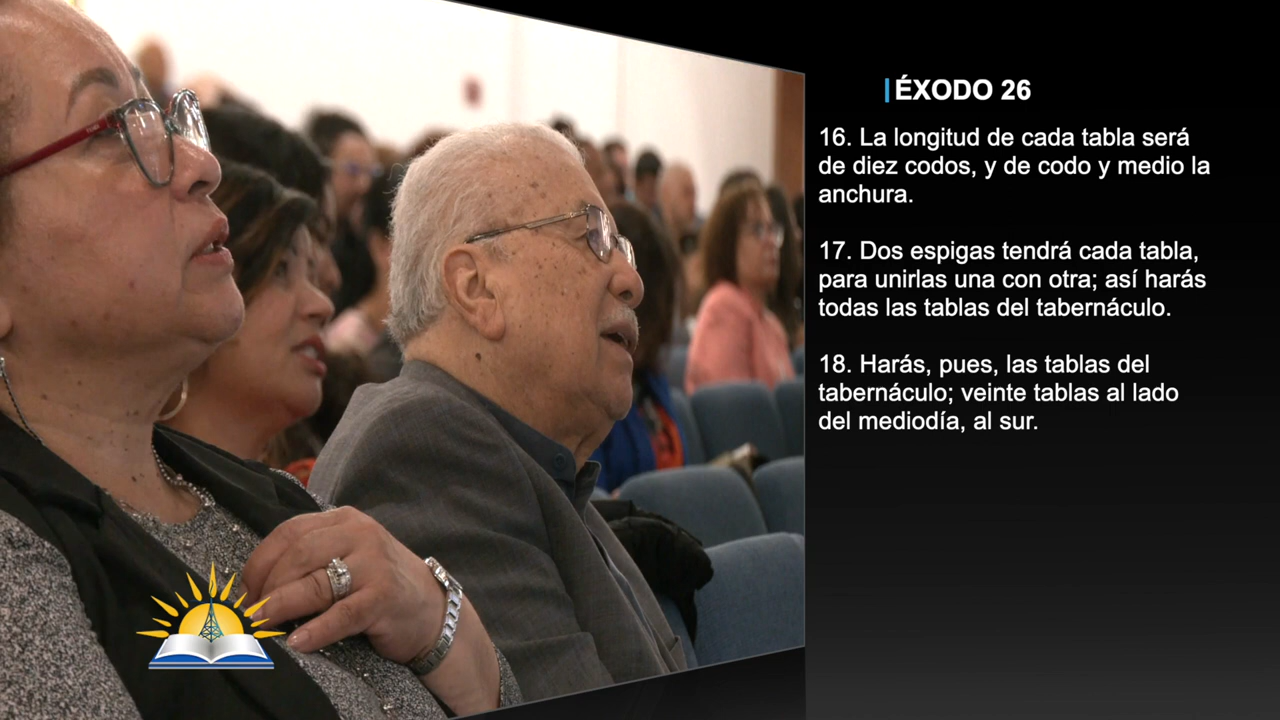 ÉXODO 26
16. La longitud de cada tabla será
de diez codos, y de codo y medio la
anchura.
17. Dos espigas tendrá cada tabla,
para unirlas una con otra; así harás
todas las tablas del tabernáculo.
18. Harás, pues, las tablas del
tabernáculo; veinte tablas al lado
del mediodía, al sur.